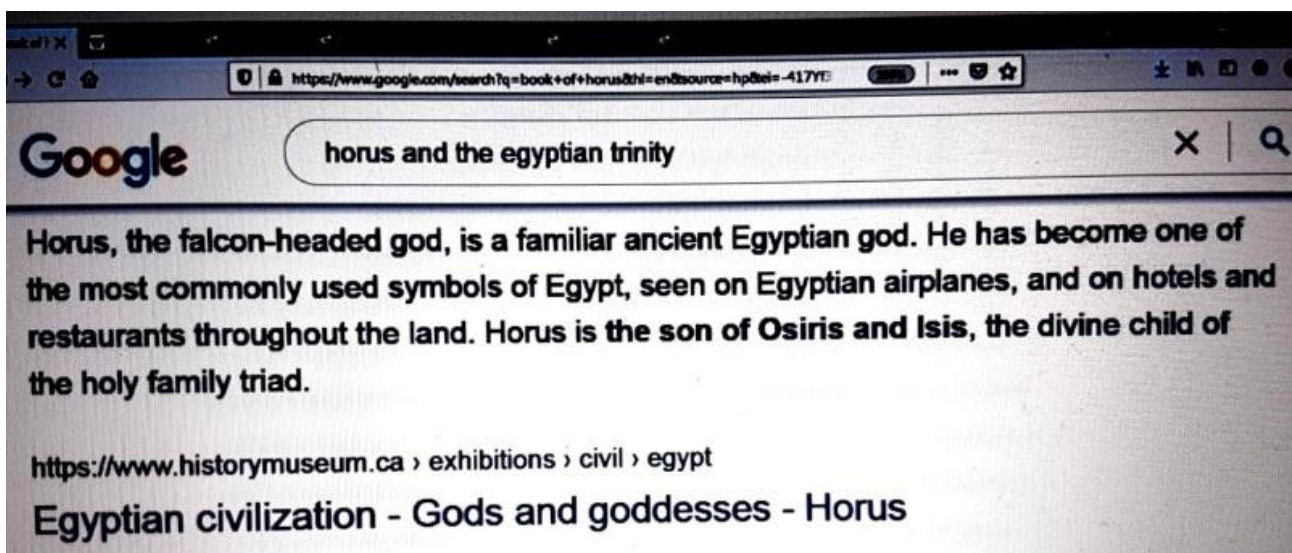 https://www.google.com/search?q=book+of+horus&hl=en&source=hp&ei=-417Yf
Google
horus and the egyptian trinity
Horus, the falcon-headed god, is a familiar ancient Egyptian god. He has become one of
the most commonly used symbols of Egypt, seen on Egyptian airplanes, and on hotels and
restaurants throughout the land. Horus is the son of Osiris and Isis, the divine child of
the holy family triad.
https://www.historymuseum.ca › exhibitions › civil › egypt
Egyptian civilization - Gods and goddesses - Horus